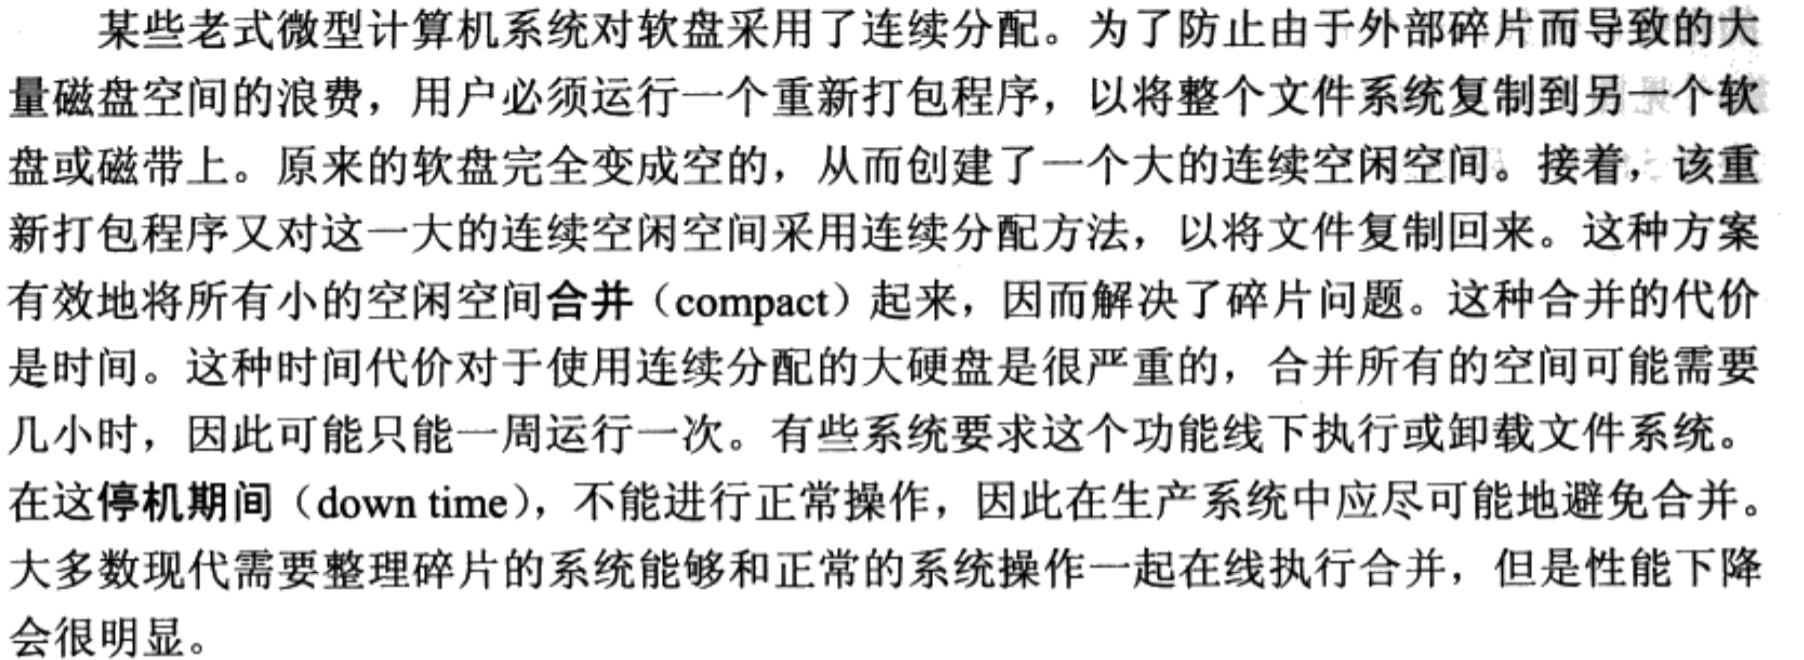 某些老式微型计算机系统对软盘采用了连续分配。为了防止由于外部碎片而导致的大
量磁盘空间的浪费，用户必须运行一个重新打包程序，以将整个文件系统复制到另一个软
盘或磁带上。原来的软盘完全变成空的，从而创建了一个大的连续空闲空间。接着，该重
新打包程序又对这一大的连续空闲空间采用连续分配方法，以将文件复制回来。这种方案
有效地将所有小的空闲空间合并（compact）起来，因而解决了碎片问题。这种合并的代价
是时间。这种时间代价对于使用连续分配的大硬盘是很严重的，合并所有的空间可能需要
几小时，因此可能只能一周运行一次。有些系统要求这个功能线下执行或卸载文件系统。
在这停机期间（down time），不能进行正常操作，因此在生产系统中应尽可能地避免合并。
大多数现代需要整理碎片的系统能够和正常的系统操作一起在线执行合并，但是性能下降
会很明显。